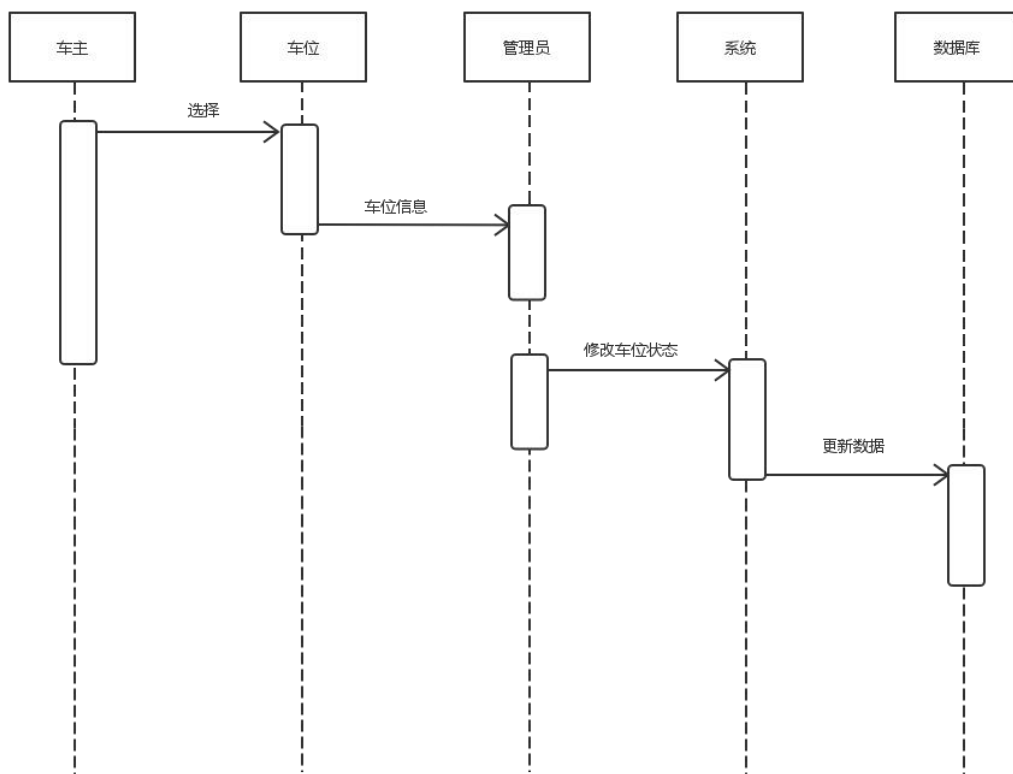 车主
车位
管理员
系统
数据库
选择
车位信息
修改车位状态
更新数据